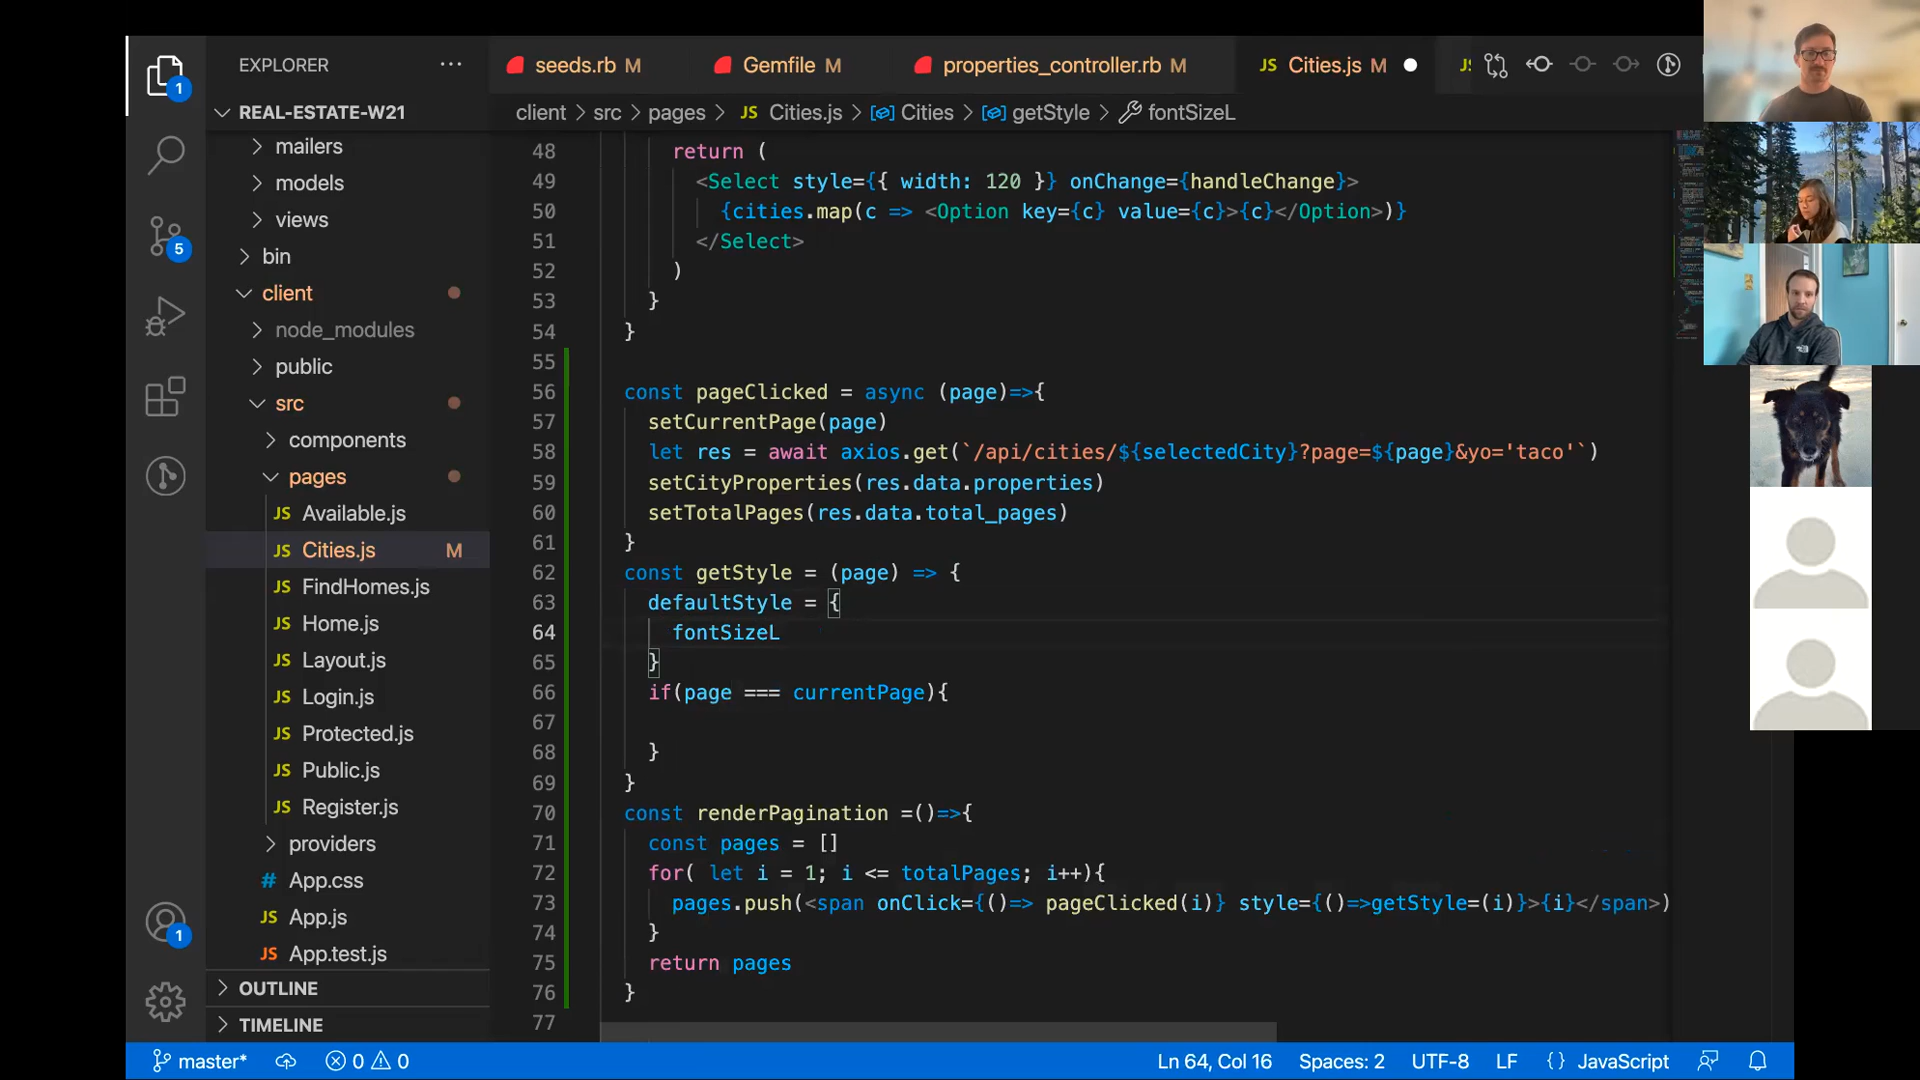 EXPLORER
REAL-ESTATE-W21
mailers
models
views
bin
client
node_modules
public
src
components
pages
JS Available.js
JS Cities.js M
JS FindHomes.js
JS Home.js
JS Layout.js
JS Login.js
JS Protected.js
JS Public.js
JS Register.js
providers
# App.css
JS App.js
JS App.test.js
OUTLINE
TIMELINE
1
5
1
seeds.rb M
Gemfile M
properties_controller.rb M
JS Cities.js M
JS
client > src > pages > JS Cities.js > Cities > getStyle > fontSizeL
48 return (
49 <Select style={{ width: 120 }} onChange={handleChange}>
50 {cities.map(c => <Option key={c} value={c}>{c}</Option>)}
51 </Select>
52 )
53 }
54 }
55
56 const pageClicked = async (page)=>{
57 setCurrentPage(page)
58 let res = await axios.get(`/api/cities/${selectedCity}?page=${page}&yo='taco'`)
59 setCityProperties(res.data.properties)
60 setTotalPages(res.data.total_pages)
61 }
62 const getStyle = (page) => {
63 defaultStyle = {
64 fontSizeL
65 }
66 if(page === currentPage){
67
68 }
69 }
70 const renderPagination =()=>{
71 const pages = []
72 for( let i = 1; i <= totalPages; i++){
73 pages.push(<span onClick={()=> pageClicked(i)} style={()=>getStyle=(i)}>{i}</span>)
74 }
75 return pages
76 }
77
master* 0 0 Ln 64, Col 16 Spaces: 2 UTF-8 LF {} JavaScript